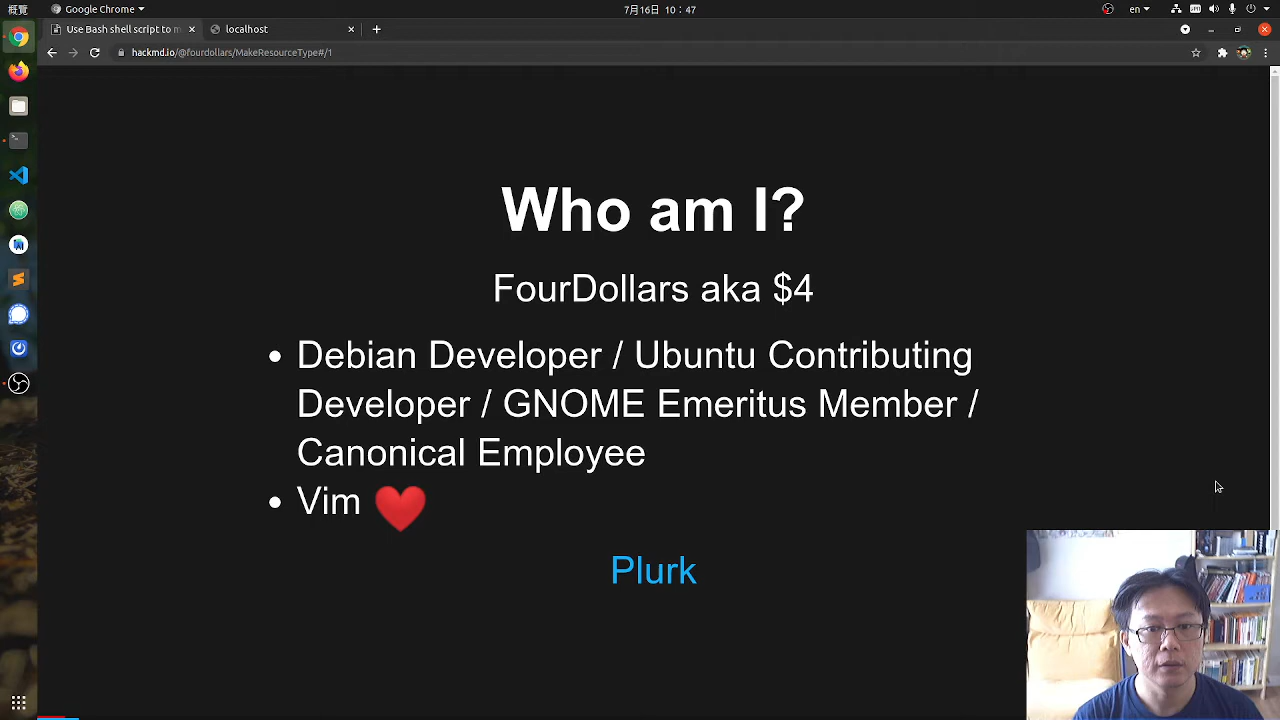 概覽
Google Chrome
7月16日 10：47
en
Use Bash shell script to m
localhost
hackmd.io/@fourdollars/MakeResourceType#/1
Who am I?
FourDollars aka $4
• Debian Developer / Ubuntu Contributing
Developer / GNOME Emeritus Member /
Canonical Employee
• Vim ❤️
Plurk